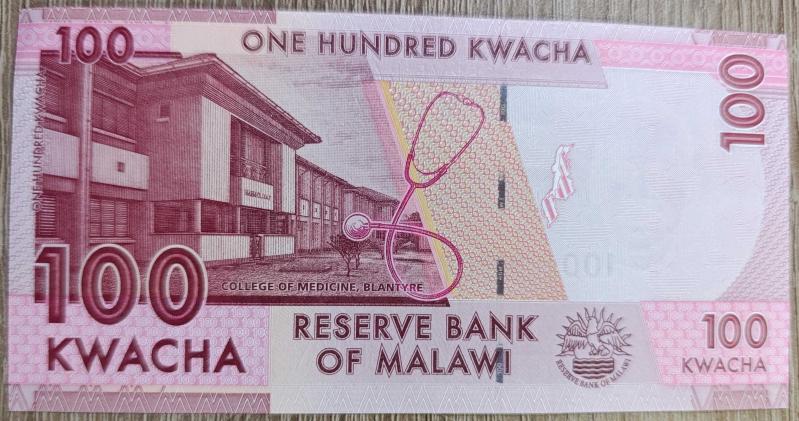 100
ONE HUNDRED KWACHA
100
ONE HUNDRED KWACHA
COLLEGE OF MEDICINE, BLANTYRE
100
KWACHA
RESERVE BANK
OF MALAWI
RESERVE BANK OF MALAWI
100
KWACHA
100